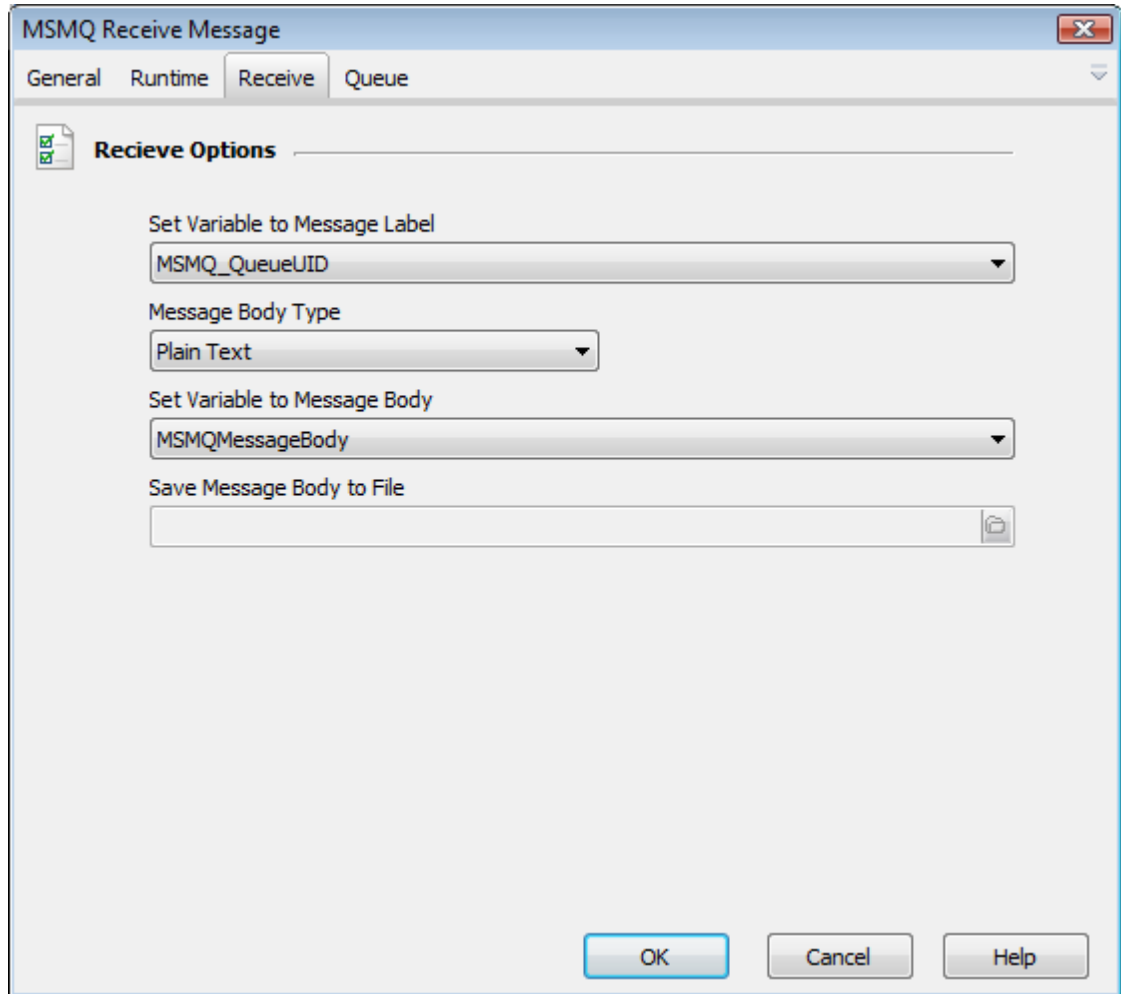 MSMQ Receive Message
General Runtime Receive Queue
Recieve Options
Set Variable to Message Label
MSMQ_QueueUID
Message Body Type
Plain Text
Set Variable to Message Body
MSMQMessageBody
Save Message Body to File
OK Cancel Help